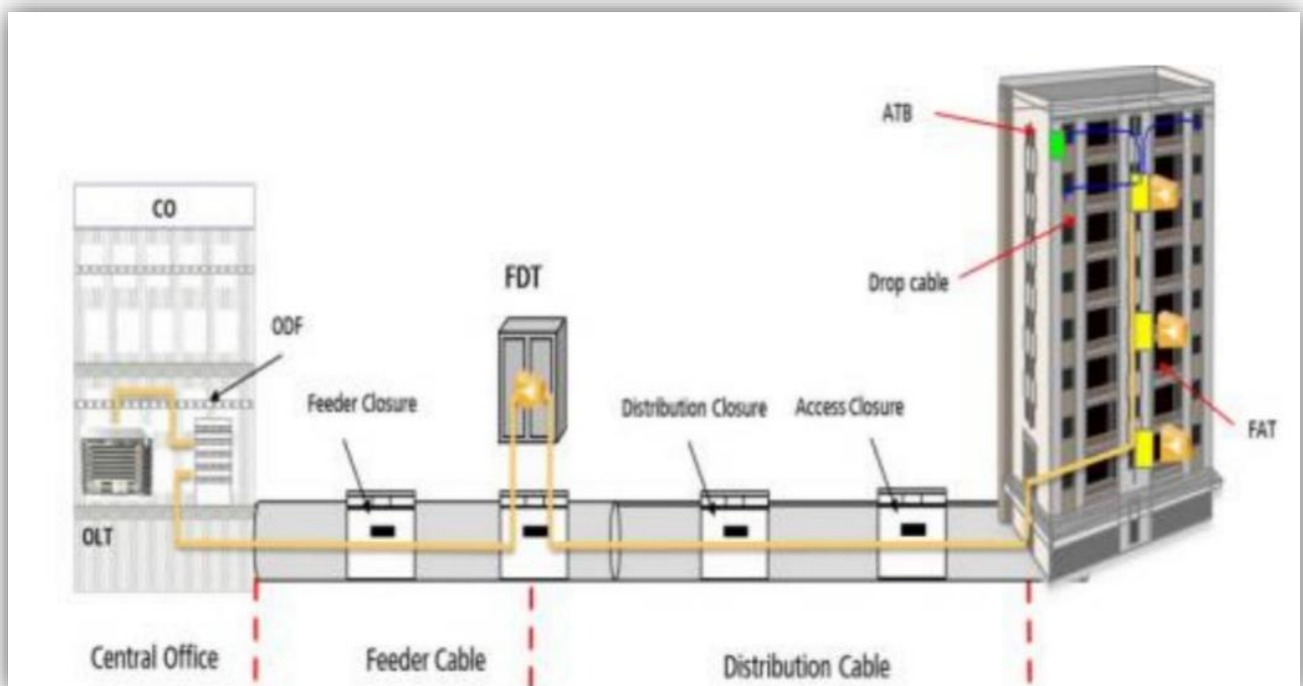 ATB
CO
FDT
Drop cable
ODF
Feeder Closure
Distribution Closure
Access Closure
FAT
OLT
Central Office
Feeder Cable
Distribution Cable